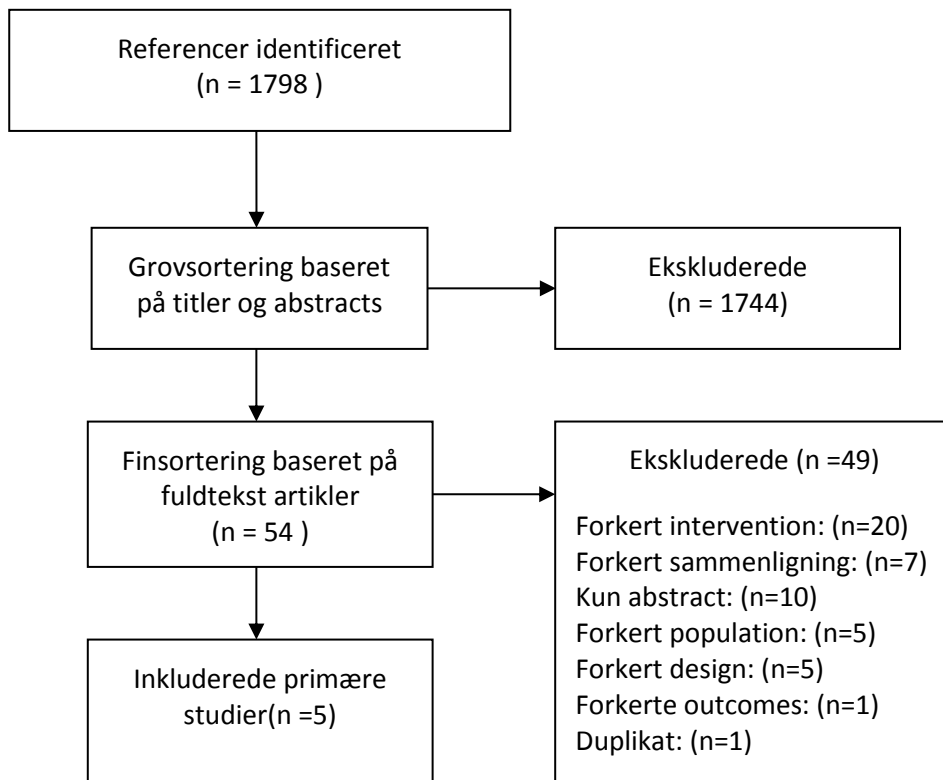 Referencer identificeret
(n = 1798 )
Grovsortering baseret
på titler og abstracts
Ekskluderede
(n = 1744)
Finsortering baseret på
fuldtekst artikler
(n = 54 )
Ekskluderede (n =49)
Forkert intervention: (n=20)
Forkert sammenligning: (n=7)
Kun abstract: (n=10)
Forkert population: (n=5)
Forkert design: (n=5)
Forkerte outcomes: (n=1)
Duplikat: (n=1)
Inkluderede primære
studier(n =5)